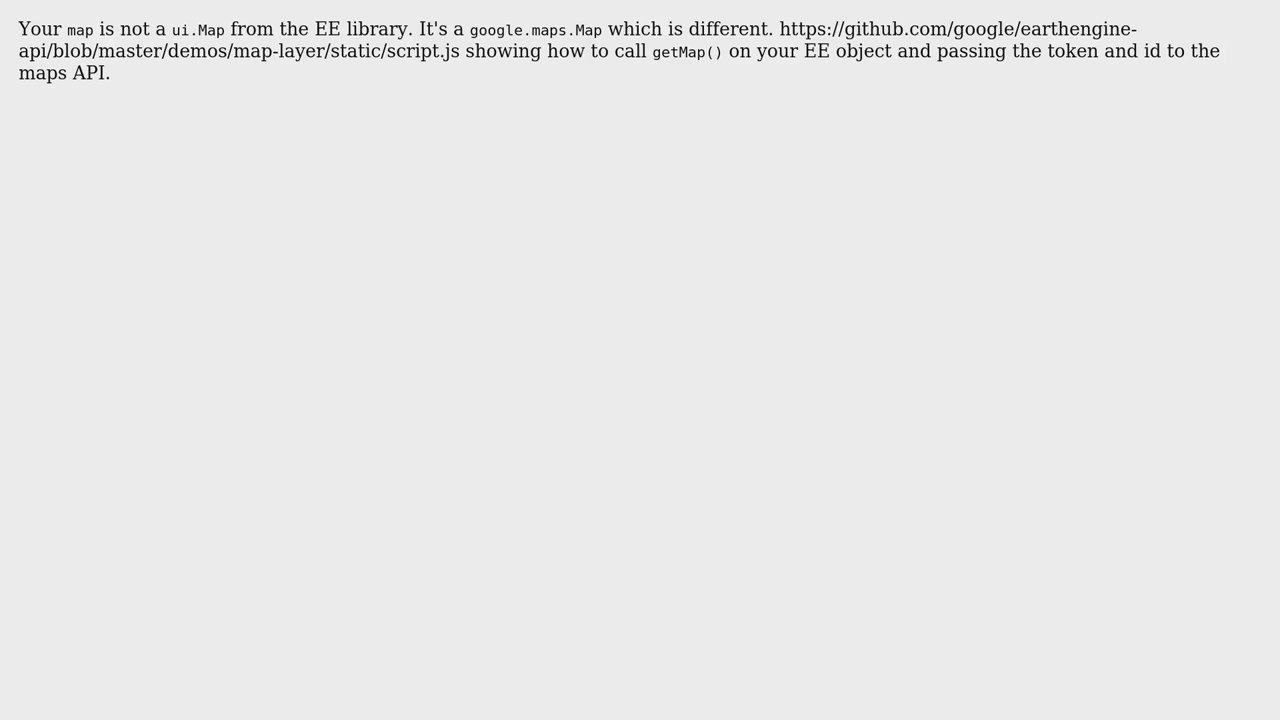 Your map is not a ui.Map from the EE library. It's a google.maps.Map which is different. https://github.com/google/earthengine-
api/blob/master/demos/map-layer/static/script.js showing how to call getMap() on your EE object and passing the token and id to the
maps API.